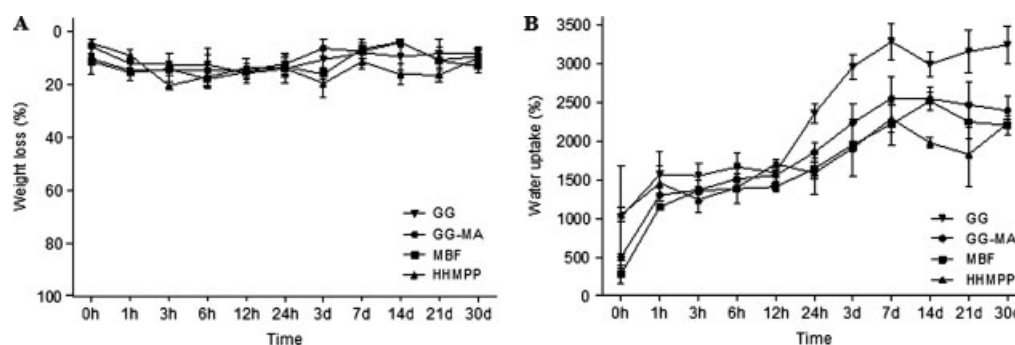 A
Weight loss (%)
0
20
40
60
80
100
0h 1h 3h 6h 12h 24h 3d 7d 14d 21d 30d
Time
GG
GG-MA
MBF
HHMPP
B
Water uptake (%)
3500
3000
2500
2000
1500
1000
500
0
0h 1h 3h 6h 12h 24h 3d 7d 14d 21d 30d
Time
GG
GG-MA
MBF
HHMPP